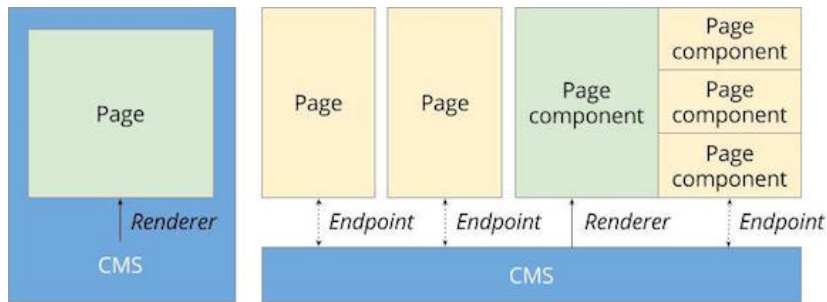 Page
Renderer
CMS
Page
Page
Page
component
Page
component
Page
component
Page
component
Endpoint
Endpoint
Renderer
Endpoint
CMS